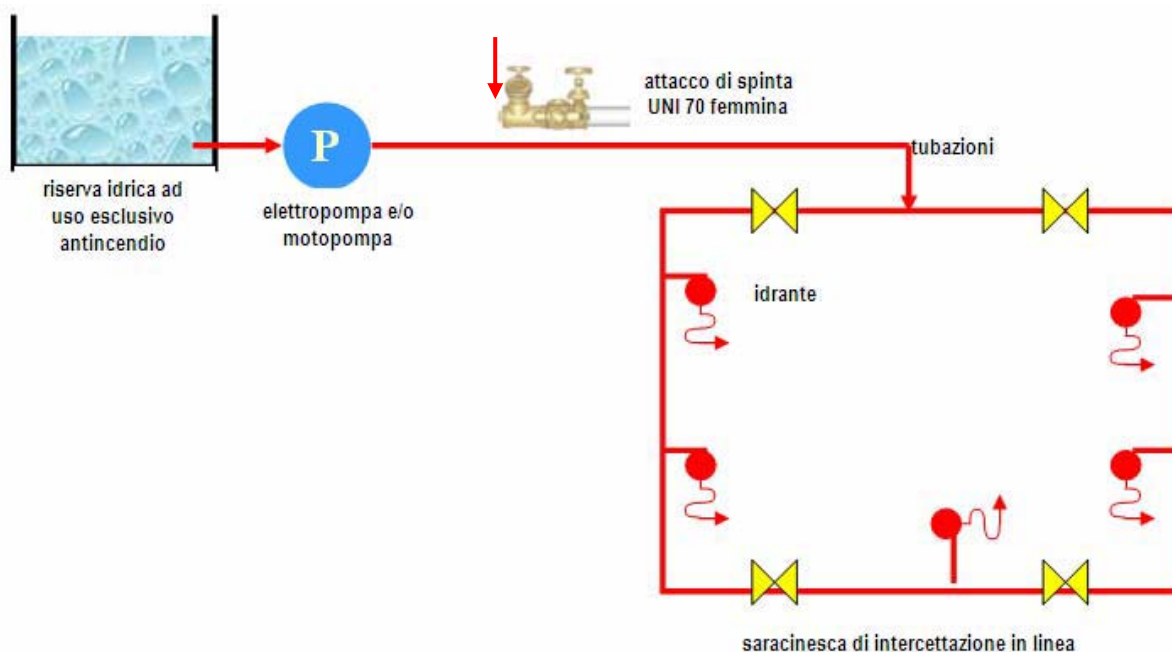 attacco di spinta
UNI 70 femmina
P
tubazioni
riserva idrica ad
uso esclusivo
antincendio
elettropompa e/o
motopompa
idrante
saracinesca di intercettazione in linea